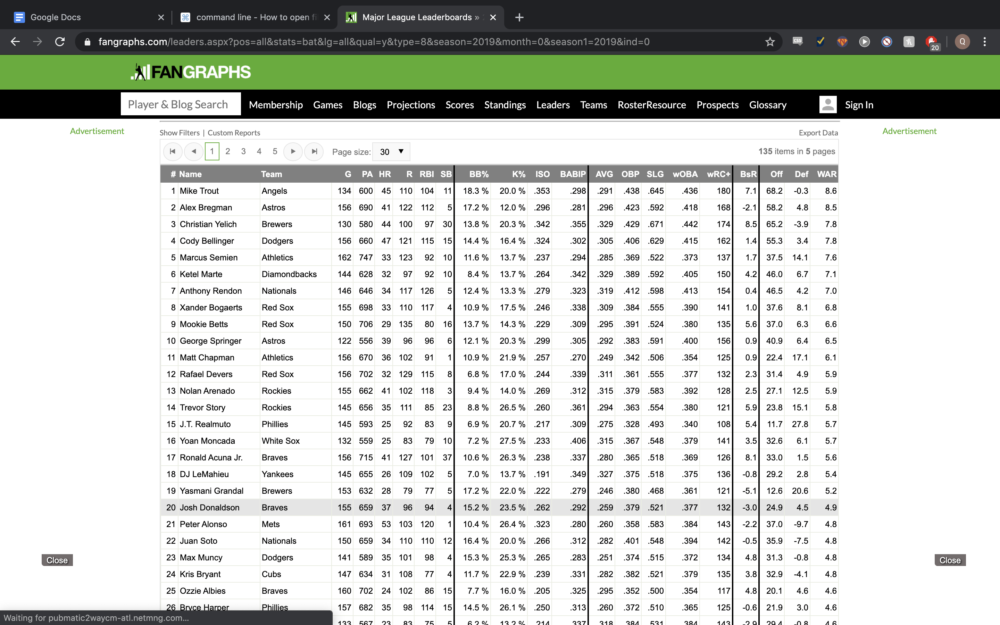 Google Docs
command line - How to open fi
Major League Leaderboards » 2
fangraphs.com/leaders.aspx?pos=all&stats=bat&lg=all&qual=y&type=8&season=2019&month=0&season1=2019&ind=0
CSS
20
Q
FANGRAPHS
Player & Blog Search Membership Games Blogs Projections Scores Standings Leaders Teams RosterResource Prospects Glossary Sign In
Advertisement
Show Filters | Custom Reports
Export Data
Advertisement
1 2 3 4 5 Page size: 30
135 items in 5 pages
# Name Team G PA HR R RBI SB BB% K% ISO BABIP AVG OBP SLG wOBA wRC+ BsR Off Def WAR
1 Mike Trout Angels 134 600 45 110 104 11 18.3 % 20.0 % .353 .298 .291 .438 .645 .436 180 7.1 68.2 -0.3 8.6
2 Alex Bregman Astros 156 690 41 122 112 5 17.2 % 12.0 % .296 .281 .296 .423 .592 .418 168 -2.1 58.2 4.8 8.5
3 Christian Yelich Brewers 130 580 44 100 97 30 13.8 % 20.3 % .342 .355 .329 .429 .671 .442 174 8.5 65.2 -3.9 7.8
4 Cody Bellinger Dodgers 156 660 47 121 115 15 14.4 % 16.4 % .324 .302 .305 .406 .629 .415 162 1.4 55.3 3.4 7.8
5 Marcus Semien Athletics 162 747 33 123 92 10 11.6 % 13.7 % .237 .294 .285 .369 .522 .373 137 1.7 37.5 14.1 7.6
6 Ketel Marte Diamondbacks 144 628 32 97 92 10 8.4 % 13.7 % .264 .342 .329 .389 .592 .405 150 4.2 46.0 6.7 7.1
7 Anthony Rendon Nationals 146 646 34 117 126 5 12.4 % 13.3 % .279 .323 .319 .412 .598 .413 154 0.4 46.5 4.2 7.0
8 Xander Bogaerts Red Sox 155 698 33 110 117 4 10.9 % 17.5 % .246 .338 .309 .384 .555 .390 141 1.0 37.6 8.1 6.8
9 Mookie Betts Red Sox 150 706 29 135 80 16 13.7 % 14.3 % .229 .309 .295 .391 .524 .380 135 5.6 37.0 6.3 6.6
10 George Springer Astros 122 556 39 96 96 6 12.1 % 20.3 % .299 .305 .292 .383 .591 .400 156 0.9 40.9 6.4 6.5
11 Matt Chapman Athletics 156 670 36 102 91 1 10.9 % 21.9 % .257 .270 .249 .342 .506 .354 125 0.9 22.4 17.1 6.1
12 Rafael Devers Red Sox 156 702 32 129 115 8 6.8 % 17.0 % .244 .339 .311 .361 .555 .377 132 2.3 31.4 4.9 5.9
13 Nolan Arenado Rockies 155 662 41 102 118 3 9.4 % 14.0 % .269 .312 .315 .379 .583 .392 128 2.5 27.1 12.5 5.9
14 Trevor Story Rockies 145 656 35 111 85 23 8.8 % 26.5 % .260 .361 .294 .363 .554 .380 121 5.9 23.8 15.1 5.8
15 J.T. Realmuto Phillies 145 593 25 92 83 9 6.9 % 20.7 % .217 .309 .275 .328 .493 .340 108 5.4 11.7 27.8 5.7
16 Yoan Moncada White Sox 132 559 25 83 79 10 7.2 % 27.5 % .233 .406 .315 .367 .548 .379 141 3.5 32.6 6.1 5.7
17 Ronald Acuna Jr. Braves 156 715 41 127 101 37 10.6 % 26.3 % .238 .337 .280 .365 .518 .369 126 8.1 33.0 1.5 5.6
18 DJ LeMahieu Yankees 145 655 26 109 102 5 7.0 % 13.7 % .191 .349 .327 .375 .518 .375 136 -0.8 29.2 2.8 5.4
19 Yasmani Grandal Brewers 153 632 28 79 77 5 17.2 % 22.0 % .222 .279 .246 .380 .468 .361 121 -5.1 12.6 20.6 5.2
20 Josh Donaldson Braves 155 659 37 96 94 4 15.2 % 23.5 % .262 .292 .259 .379 .521 .377 132 -3.0 24.9 4.5 4.9
21 Peter Alonso Mets 161 693 53 103 120 1 10.4 % 26.4 % .323 .280 .260 .358 .583 .384 143 -2.2 37.0 -9.7 4.8
22 Juan Soto Nationals 150 659 34 110 110 12 16.4 % 20.0 % .266 .312 .282 .401 .548 .394 142 -0.5 35.9 -7.5 4.8
23 Max Muncy Dodgers 141 589 35 101 98 4 15.3 % 25.3 % .265 .283 .251 .374 .515 .372 134 4.8 31.3 -0.8 4.8
24 Kris Bryant Cubs 147 634 31 108 77 4 11.7 % 22.9 % .239 .331 .282 .382 .521 .379 135 3.8 32.9 -4.1 4.8
25 Ozzie Albies Braves 160 702 24 102 86 15 7.7 % 16.0 % .205 .325 .295 .352 .500 .354 117 4.8 20.1 4.6 4.6
26 Bryce Harper Phillies 157 682 35 98 114 15 14.5 % 26.1 % .250 .313 .260 .372 .510 .365 125 -0.6 21.9 3.0 4.6
133 567 23 83 75 5 6.2 % 13.2 % .214 .337 .318 .384 .531 .384 143 -2.9 29.4 -0.8 4.6
Close
Close
Waiting for pubmatic2waycm-atl.netmng.com...